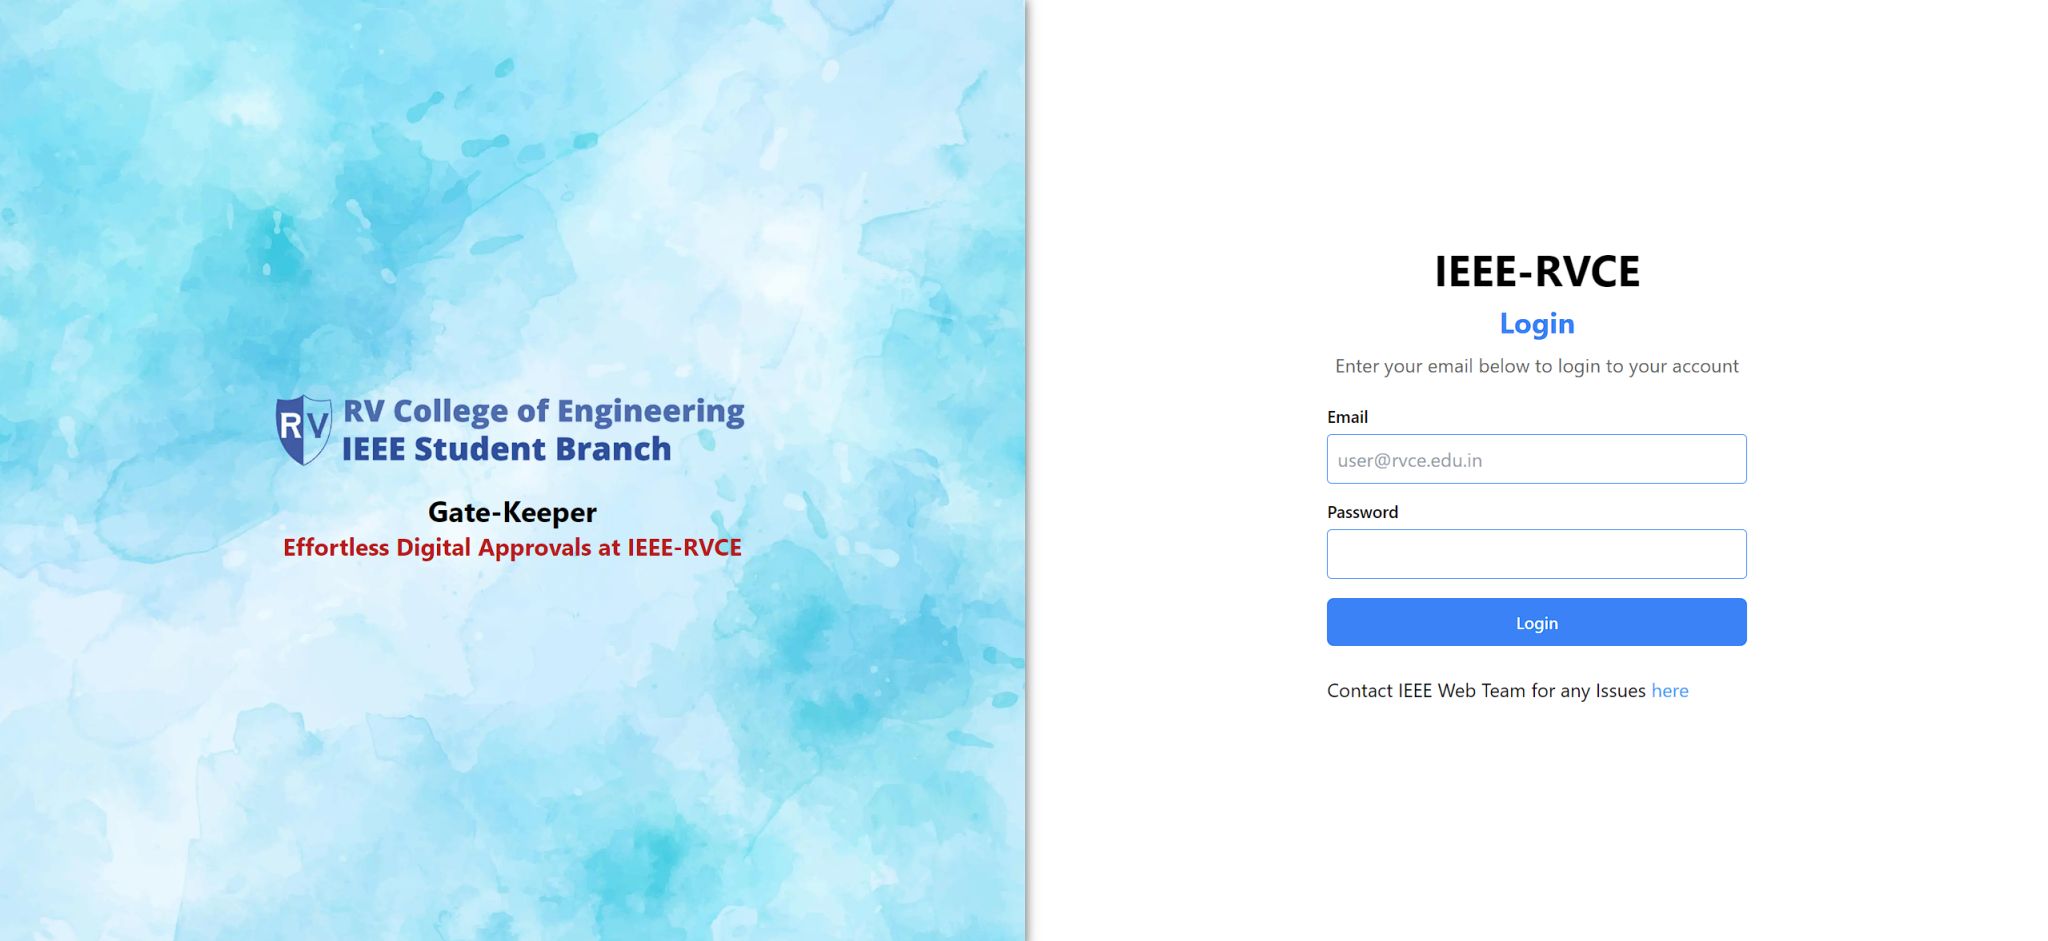 RV
RV College of Engineering
IEEE Student Branch
Gate-Keeper
Effortless Digital Approvals at IEEE-RVCE
IEEE-RVCE
Login
Enter your email below to login to your account
Email
user@rvce.edu.in
Password
Login
Contact IEEE Web Team for any Issues here